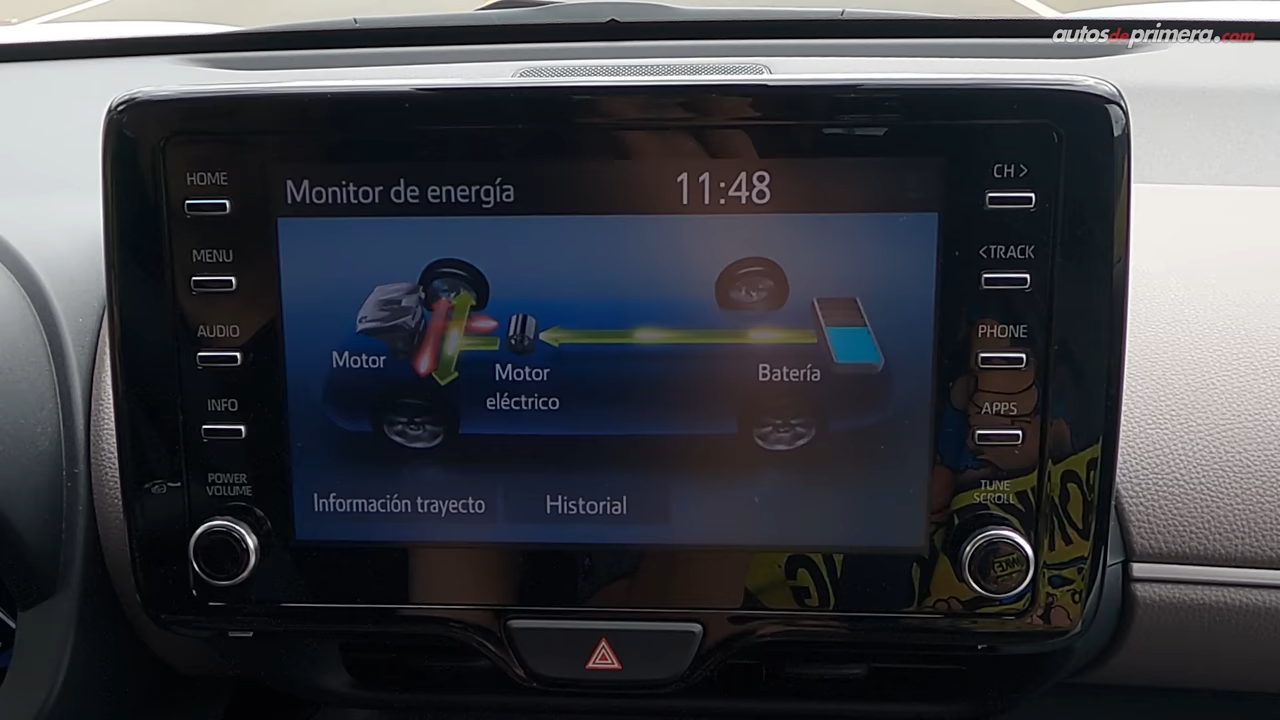 autosdeprimera.com
HOME
MENU
AUDIO
INFO
POWER
VOLUME
Monitor de energía
11:48
Motor
Motor
eléctrico
Batería
Información trayecto
Historial
CH >
< TRACK
PHONE
APPS
TUNE
SCROLL